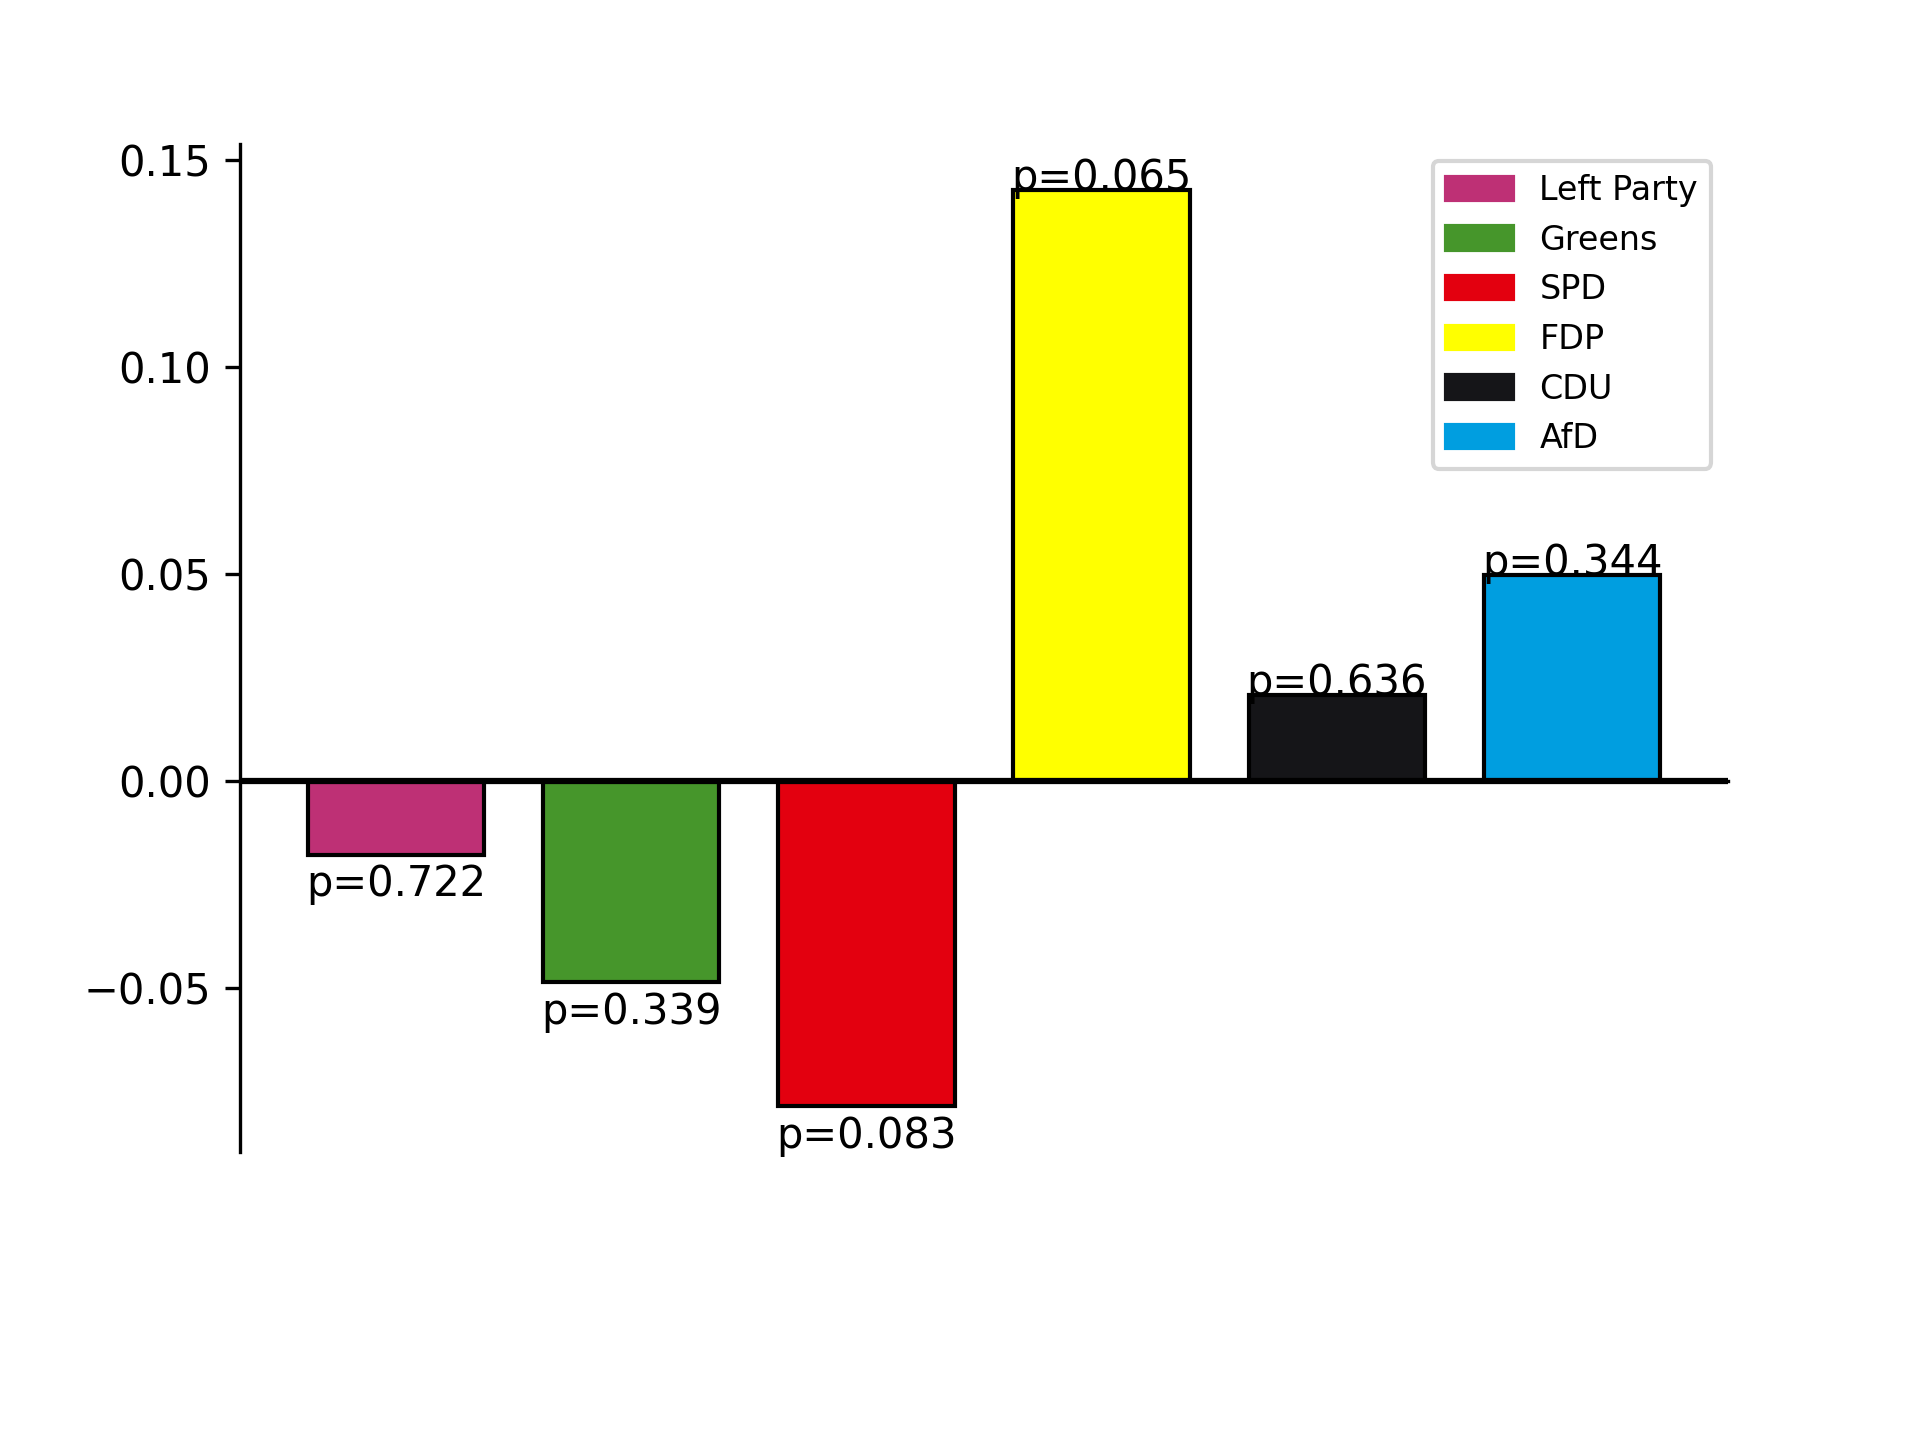 0.15
0.10
0.05
0.00
−0.05
p=0.722
p=0.339
p=0.083
p=0.065
p=0.636
p=0.344
Left Party
Greens
SPD
FDP
CDU
AfD